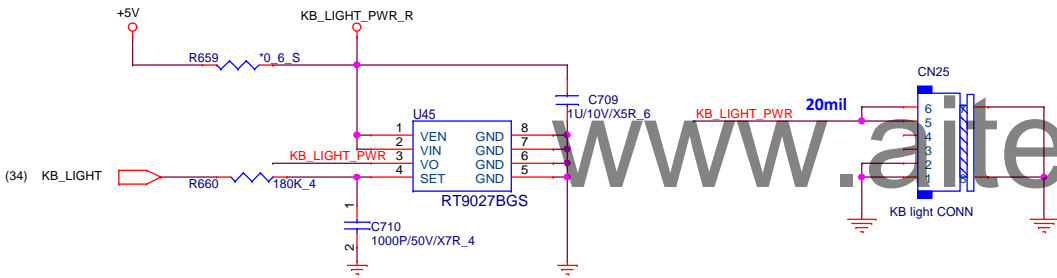 +5V
KB_LIGHT_PWR_R
R659
*0_6_S
C709
1U/10V/X5R_6
U45
1 VEN GND 8
2 VIN GND 7
KB_LIGHT_PWR 3 VO GND 6
4 SET GND 5
RT9027BGS
(34) KB_LIGHT
R660
180K_4
1
2
C710
1000P/50V/X7R_4
CN25
20mil
KB_LIGHT_PWR
6
5
4
3
2
1
7
8
KB light CONN
www.aite